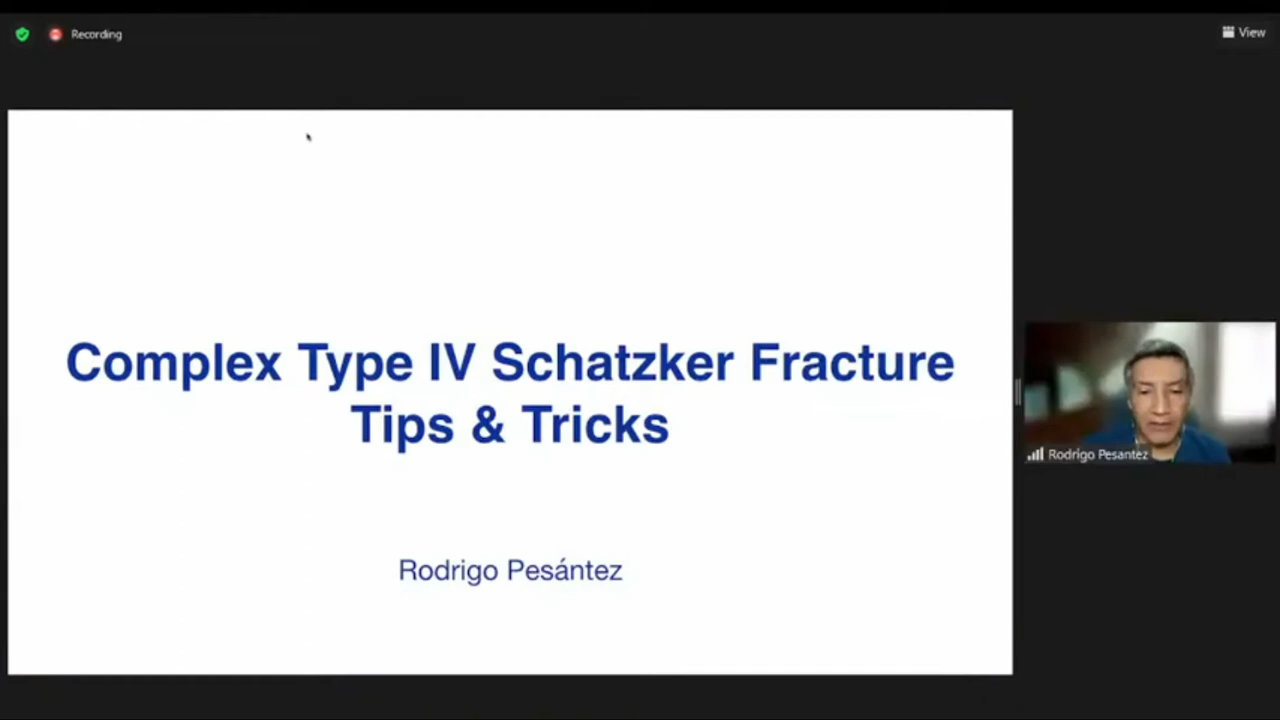 Recording
View
Complex Type IV Schatzker Fracture
Tips & Tricks
Rodrigo Pesántez
Rodrigo Pesantez